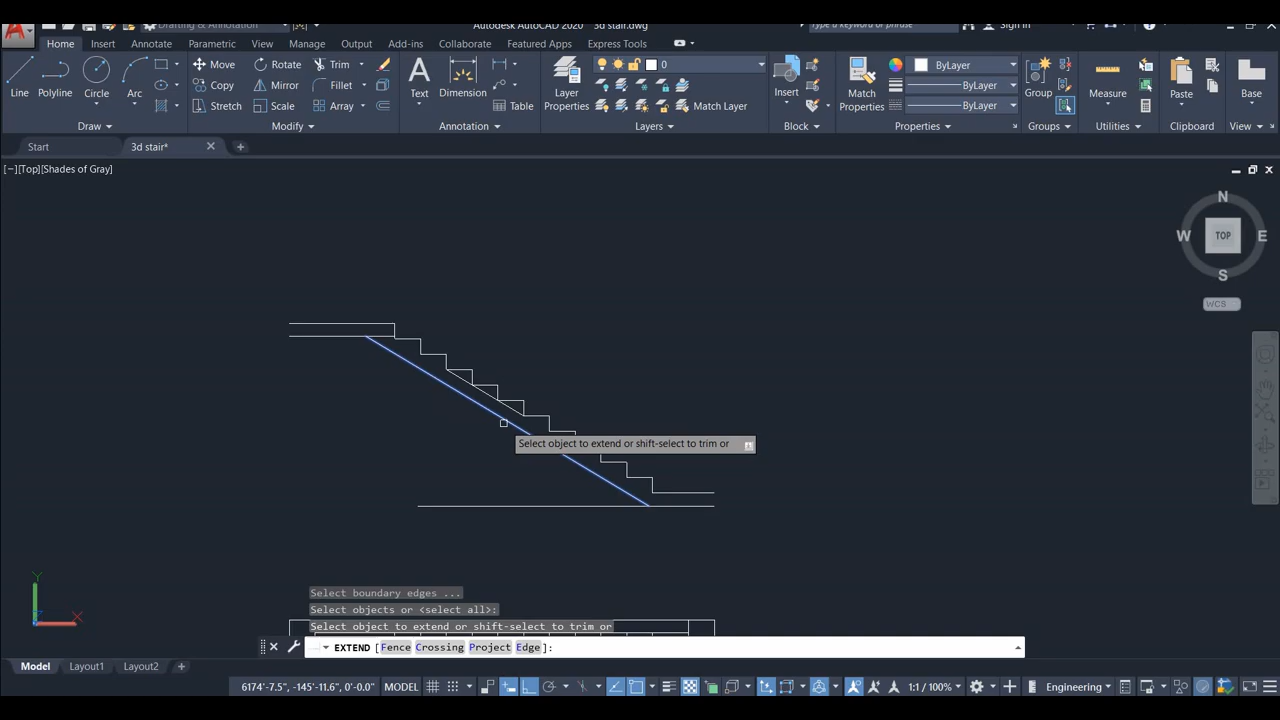 Drawing & Annotation Autodesk AutoCAD 2020 3d stair.dwg Type a keyword or phrase Sign In
Home Insert Annotate Parametric View Manage Output Add-ins Collaborate Featured Apps Express Tools
Line Polyline Circle Arc
Move Rotate Trim
Copy Mirror Fillet
Stretch Scale Array
Text Dimension Table
Layer Properties 0 Match Layer
Insert
Match Properties
ByLayer
ByLayer
ByLayer
Group Measure Paste Base
Draw Modify Annotation Layers Block Properties Groups Utilities Clipboard View
Start 3d stair*
[−][Top][Shades of Gray]
N
W TOP E
S
WCS
Select object to extend or shift-select to trim or
Y
X
Select boundary edges ...
Select objects or <select all>:
Select object to extend or shift-select to trim or
EXTEND [Fence Crossing Project Edge]:
Model Layout1 Layout2
6174'-7.5", -145'-11.6", 0'-0.0" MODEL 1:1 / 100% Engineering